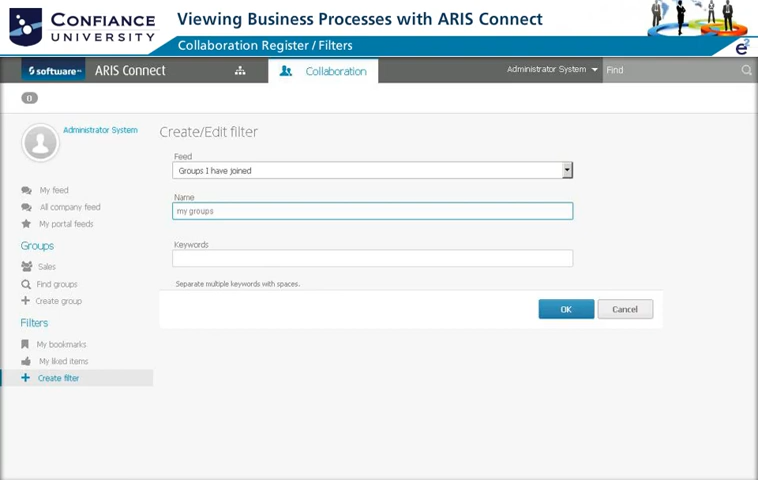 CONFIANCE
UNIVERSITY
Viewing Business Processes with ARIS Connect
Collaboration Register / Filters
e²
software AG
ARIS Connect
Collaboration
Administrator System
Find
0
Administrator System
My feed
All company feed
My portal feeds
Groups
Sales
Find groups
Create group
Filters
My bookmarks
My liked items
Create filter
Create/Edit filter
Feed
Groups I have joined
Name
my groups
Keywords
Separate multiple keywords with spaces.
OK
Cancel